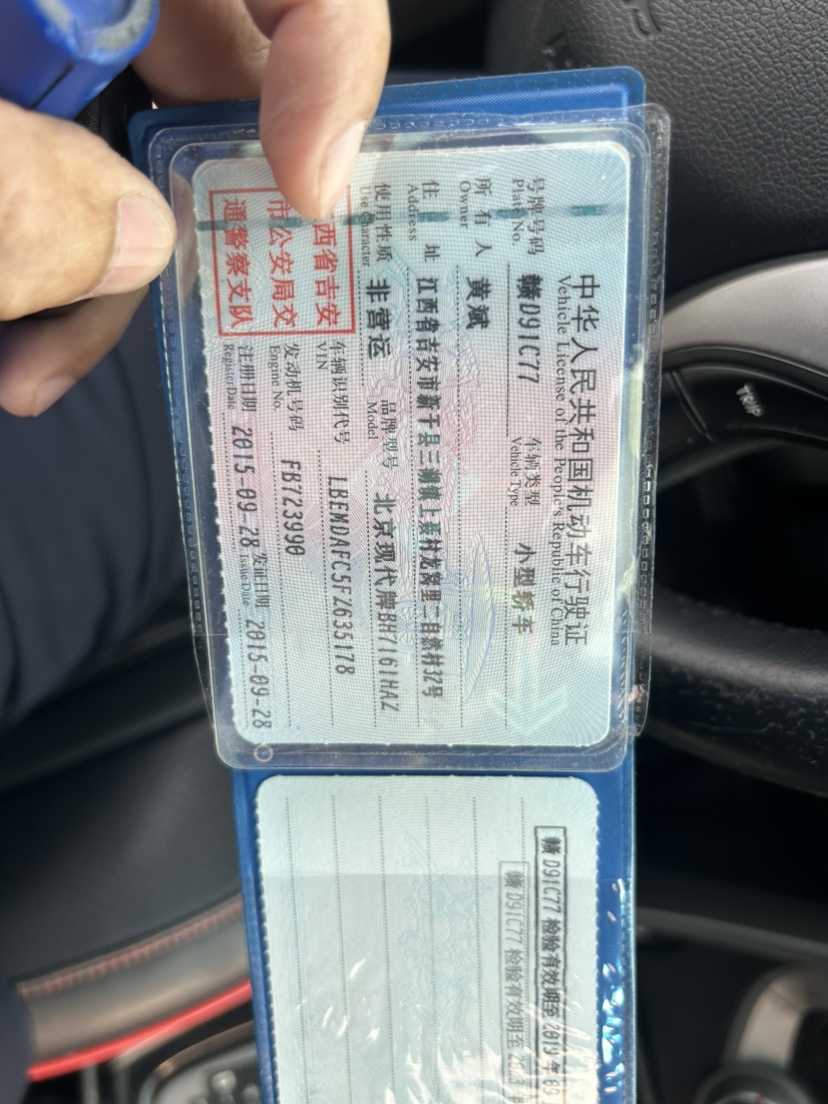 中华人民共和国机动车行驶证
Vehicle License of the People's Republic of China
号牌号码 赣D91C77 车辆类型 小型轿车
Plate No. Vehicle Type
所有人 黄斌
Owner
住址 江西省吉安市新干县三湖镇上聂村龙窝里二自然村32号
Address
使用性质 非营运 品牌型号 北京现代牌BH7161HAZ
Use Character Model
西省吉安
市公安局交
通警察支队
车辆识别代号 LBEMDAFC5FZ635178
VIN
发动机号码 FB723990
Engine No.
注册日期 2015-09-28 发证日期 2015-09-28
Register Date Issue Date
赣D91C77 检验有效期至2019年09
赣D91C77 检验有效期至
TRIP